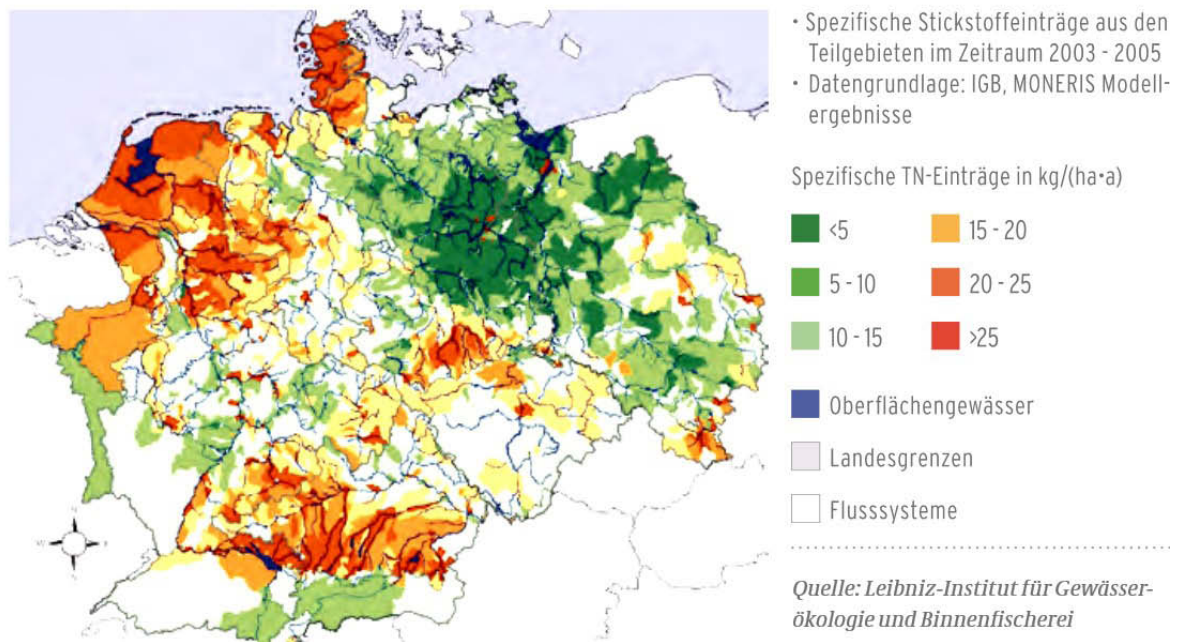 • Spezifische Stickstoffeinträge aus den
Teilgebieten im Zeitraum 2003 - 2005
• Datengrundlage: IGB, MONERIS Modell-
ergebnisse
Spezifische TN-Einträge in kg/(ha•a)
<5
15 - 20
5 - 10
20 - 25
10 - 15
>25
Oberflächengewässer
Landesgrenzen
Flusssysteme
Quelle: Leibniz-Institut für Gewässer-
ökologie und Binnenfischerei